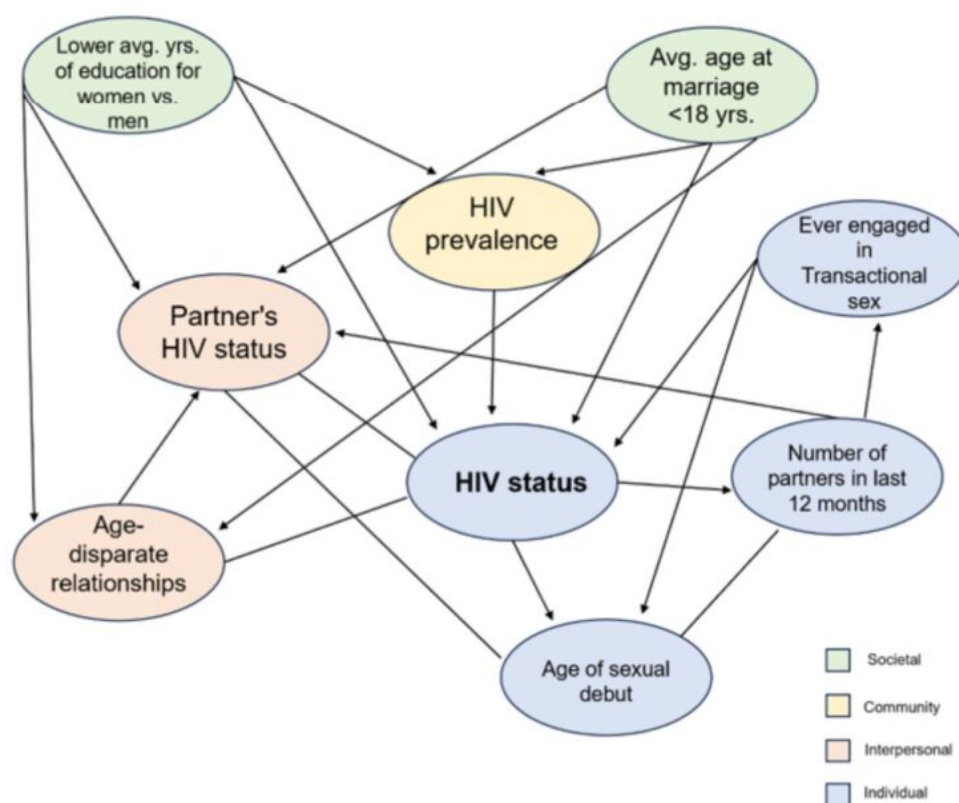 Lower avg. yrs.
of education for
women vs.
men
Avg. age at
marriage
<18 yrs.
HIV
prevalence
Ever engaged
in
Transactional
sex
Partner's
HIV status
Number of
partners in last
12 months
HIV status
Age-
disparate
relationships
Age of sexual
debut
Societal
Community
Interpersonal
Individual